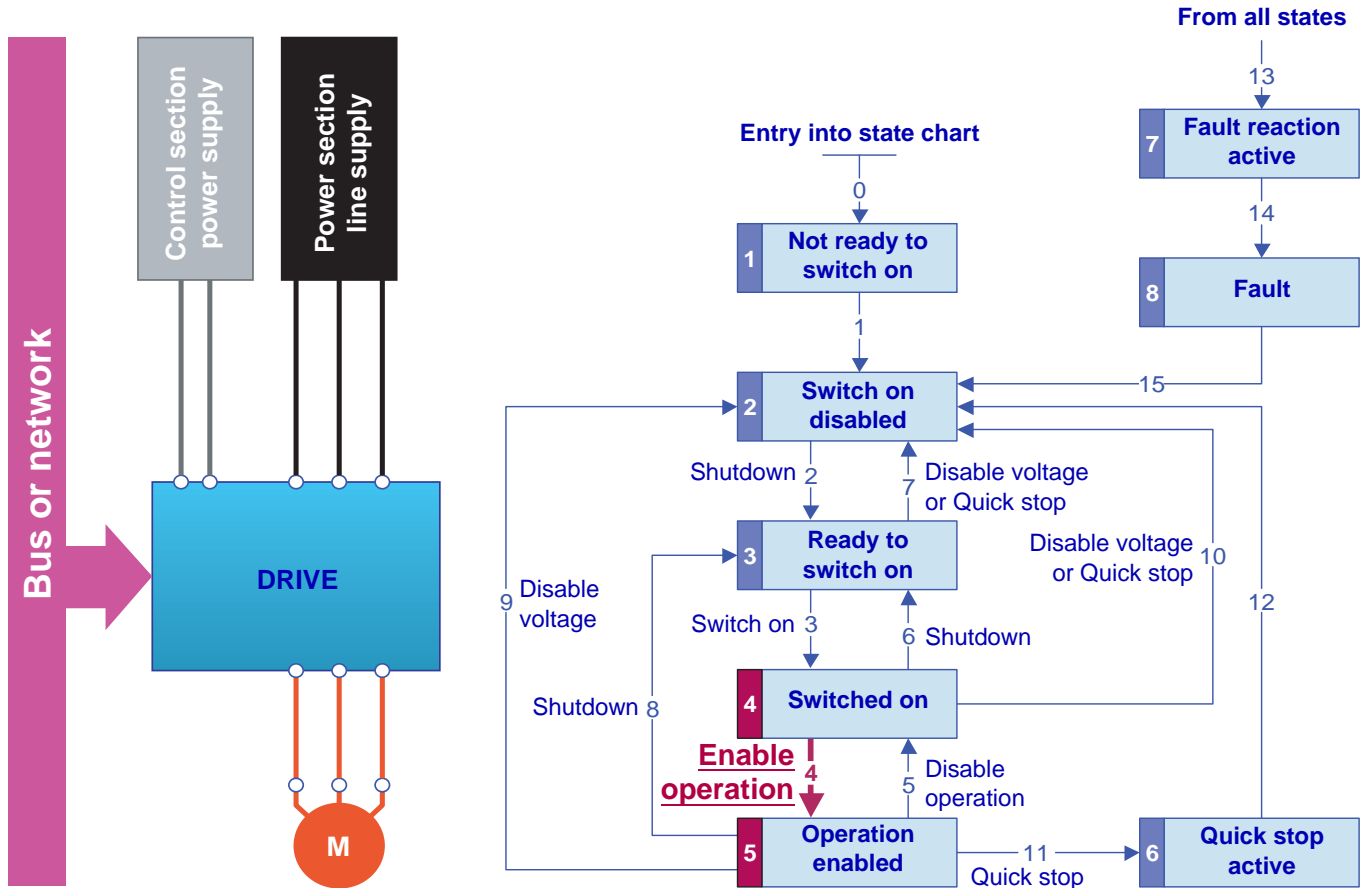 Bus or network
Control section
power supply
Power section
line supply
DRIVE
M
From all states
13
7
Fault reaction
active
14
8
Fault
15
Entry into state chart
0
1
Not ready to
switch on
1
2
Switch on
disabled
Shutdown 2
7
Disable voltage
or Quick stop
3
Ready to
switch on
Disable voltage
or Quick stop
10
12
9
Disable
voltage
Switch on 3
6
Shutdown
4
Switched on
Shutdown 8
Enable
operation
4
5
Disable
operation
5
Operation
enabled
11
Quick stop
6
Quick stop
active